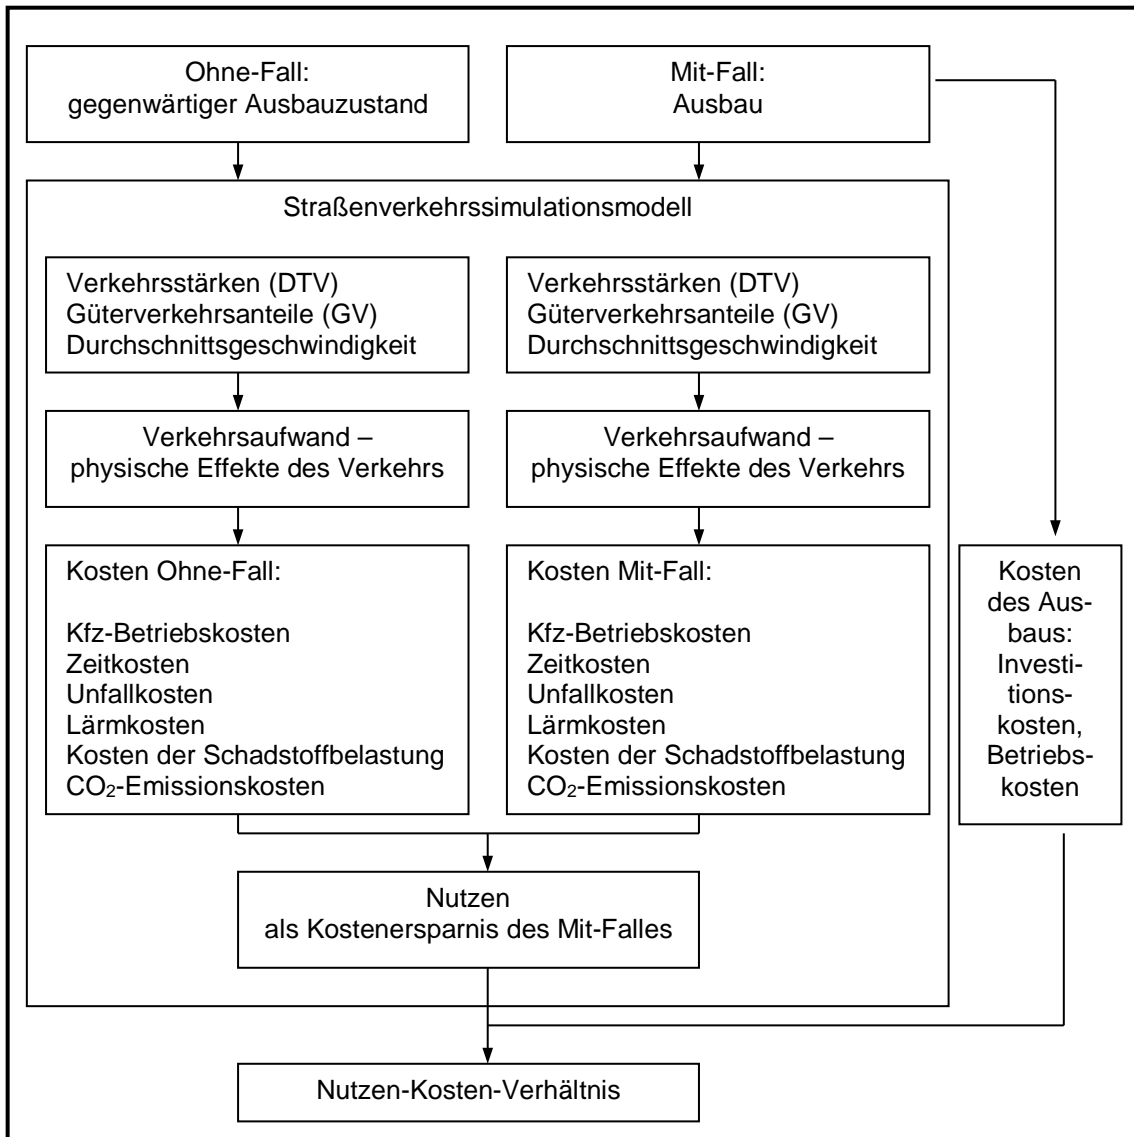 Ohne-Fall:
gegenwärtiger Ausbauzustand
Mit-Fall:
Ausbau
Straßenverkehrssimulationsmodell
Verkehrsstärken (DTV)
Güterverkehrsanteile (GV)
Durchschnittsgeschwindigkeit
Verkehrsstärken (DTV)
Güterverkehrsanteile (GV)
Durchschnittsgeschwindigkeit
Verkehrsaufwand –
physische Effekte des Verkehrs
Verkehrsaufwand –
physische Effekte des Verkehrs
Kosten Ohne-Fall:
Kfz-Betriebskosten
Zeitkosten
Unfallkosten
Lärmkosten
Kosten der Schadstoffbelastung
CO₂-Emissionskosten
Kosten Mit-Fall:
Kfz-Betriebskosten
Zeitkosten
Unfallkosten
Lärmkosten
Kosten der Schadstoffbelastung
CO₂-Emissionskosten
Kosten
des Aus-
baus:
Investi-
tions-
kosten,
Betriebs-
kosten
Nutzen
als Kostenersparnis des Mit-Falles
Nutzen-Kosten-Verhältnis